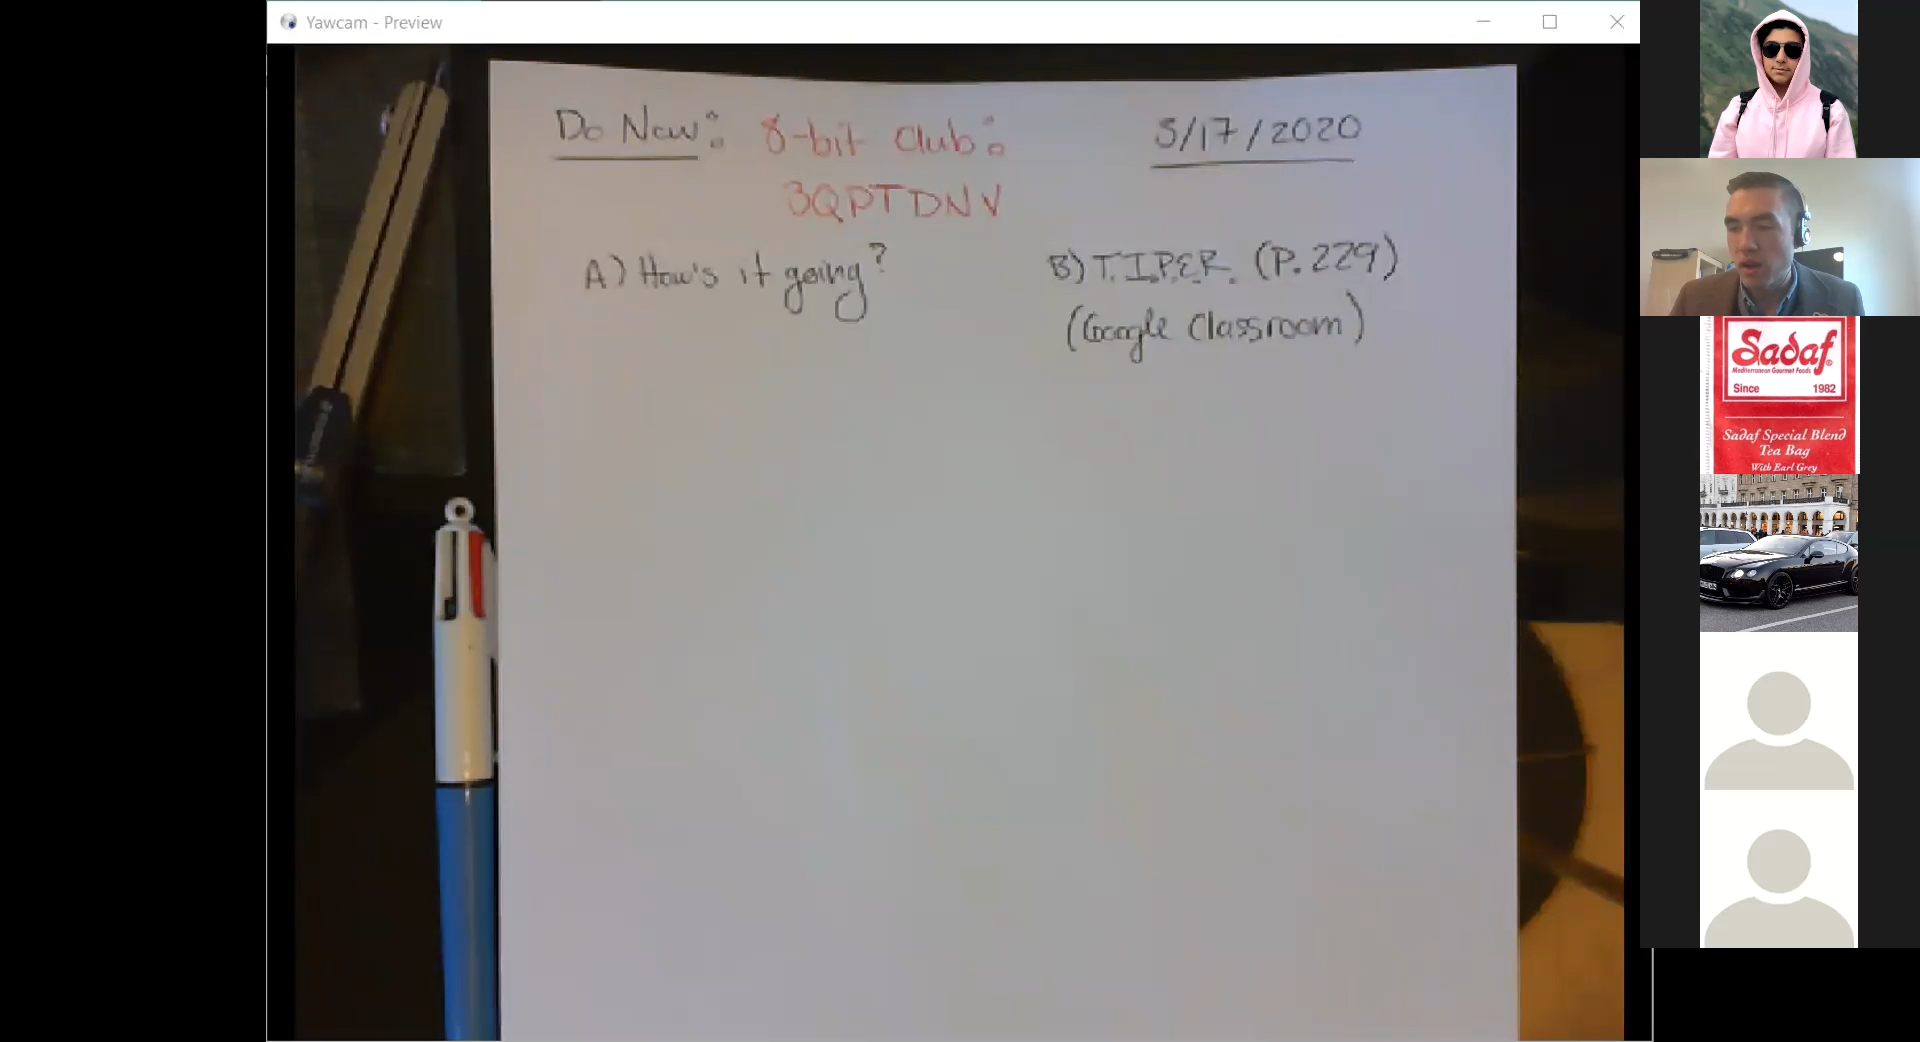 Yawcam - Preview
Do Now: 8-bit Club: 3/17/2020
3QPTDNV
A) How's it going?
B) T.I.P.E.R. (P. 229)
(Google Classroom)
Sadaf
Mediterranean Gourmet Foods
Since 1982
Sadaf Special Blend
Tea Bag
With Earl Grey